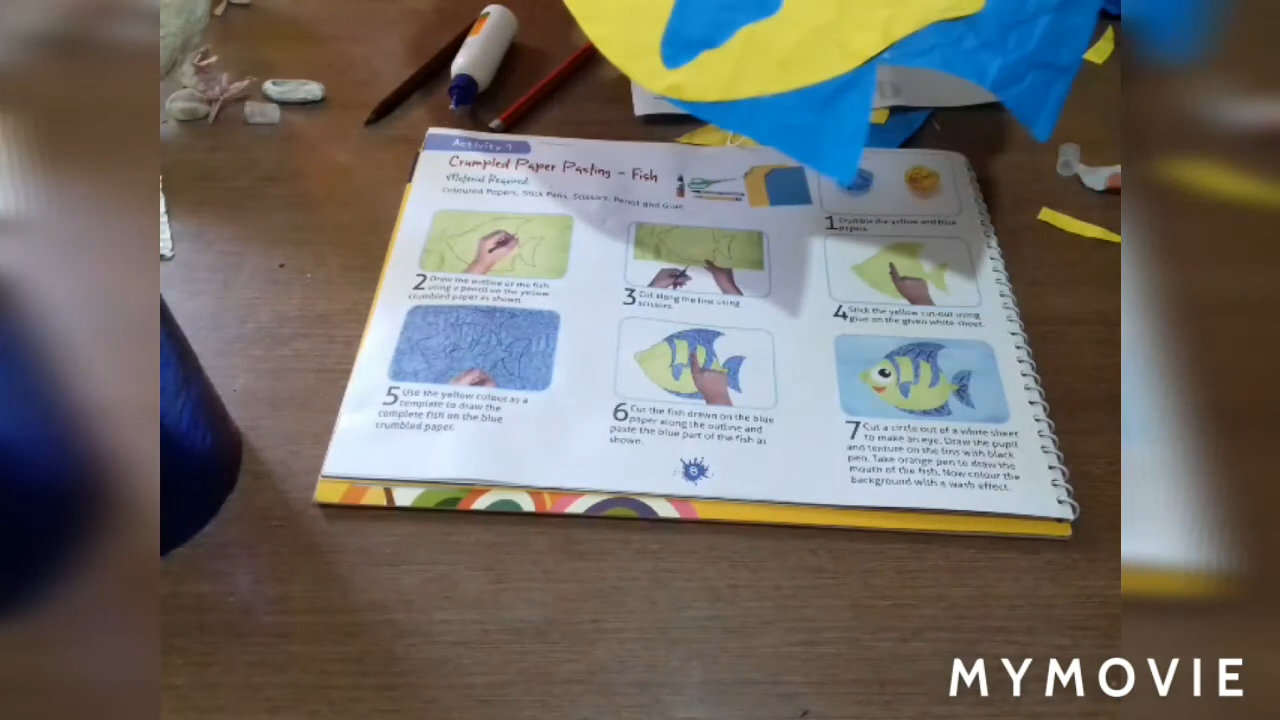 Activity 1
Crumpled Paper Pasting - Fish
Material Required:
Coloured Papers, Stick Pens, Scissors, Pencil and Glue
1 Crumble the yellow and blue
papers.
2 Draw the outline of the fish
using a pencil on the yellow
crumbled paper as shown.
3 Cut along the line using
scissors.
4 Stick the yellow cut-out using
glue on the given white sheet.
5 Use the yellow cutout as a
template to draw the
complete fish on the blue
crumbled paper.
6 Cut the fish drawn on the blue
paper along the outline and
paste the blue part of the fish as
shown.
7 Cut a circle out of a white sheet
to make an eye. Draw the pupil
and texture on the fins with black
pen. Take orange pen to draw the
mouth of the fish. Now colour the
background with a wash effect.
8
MYMOVIE